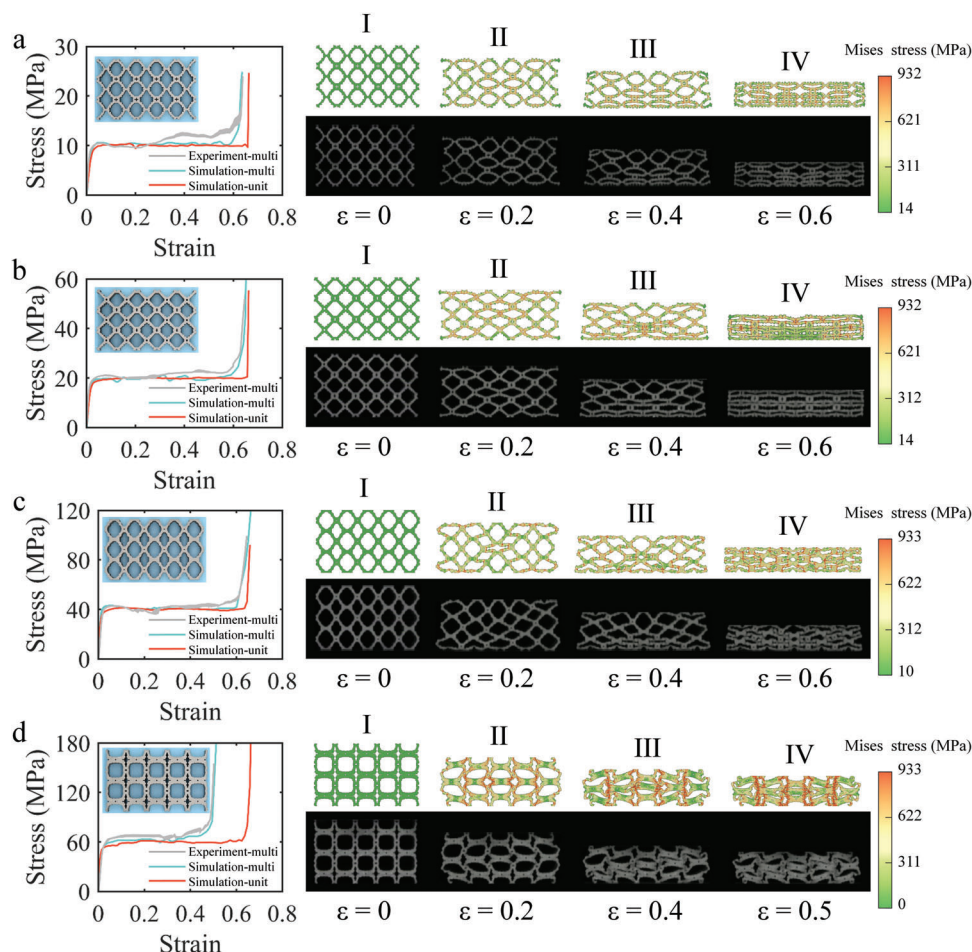 a
30
20
10
0
Stress (MPa)
0 0.2 0.4 0.6 0.8
Strain
Experiment-multi
Simulation-multi
Simulation-unit
I
II
III
IV
ε = 0
ε = 0.2
ε = 0.4
ε = 0.6
Mises stress (MPa)
932
621
311
14
b
60
40
20
0
Stress (MPa)
0 0.2 0.4 0.6 0.8
Strain
Experiment-multi
Simulation-multi
Simulation-unit
I
II
III
IV
ε = 0
ε = 0.2
ε = 0.4
ε = 0.6
Mises stress (MPa)
932
621
312
14
c
120
80
40
0
Stress (MPa)
0 0.2 0.4 0.6 0.8
Strain
Experiment-multi
Simulation-multi
Simulation-unit
I
II
III
IV
ε = 0
ε = 0.2
ε = 0.4
ε = 0.6
Mises stress (MPa)
933
622
312
10
d
180
120
60
0
Stress (MPa)
0 0.2 0.4 0.6 0.8
Strain
Experiment-multi
Simulation-multi
Simulation-unit
I
II
III
IV
ε = 0
ε = 0.2
ε = 0.4
ε = 0.5
Mises stress (MPa)
933
622
311
0